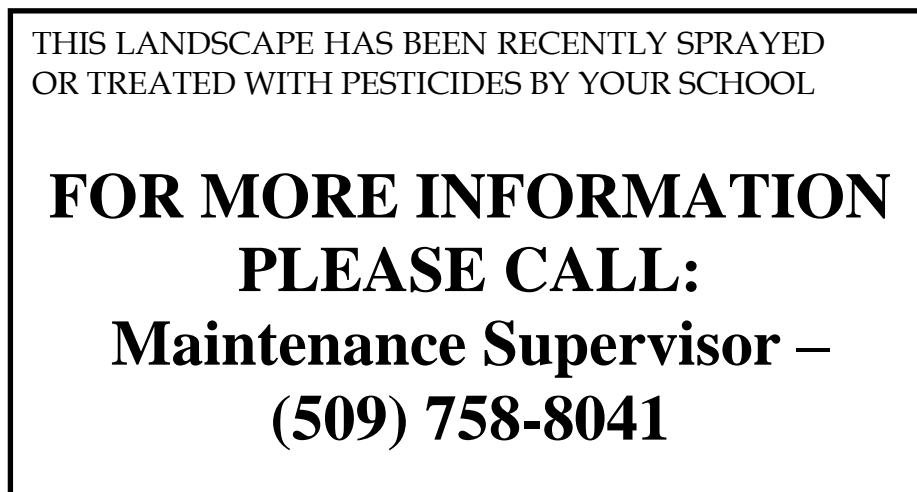 THIS LANDSCAPE HAS BEEN RECENTLY SPRAYED
OR TREATED WITH PESTICIDES BY YOUR SCHOOL
FOR MORE INFORMATION
PLEASE CALL:
Maintenance Supervisor –
(509) 758-8041